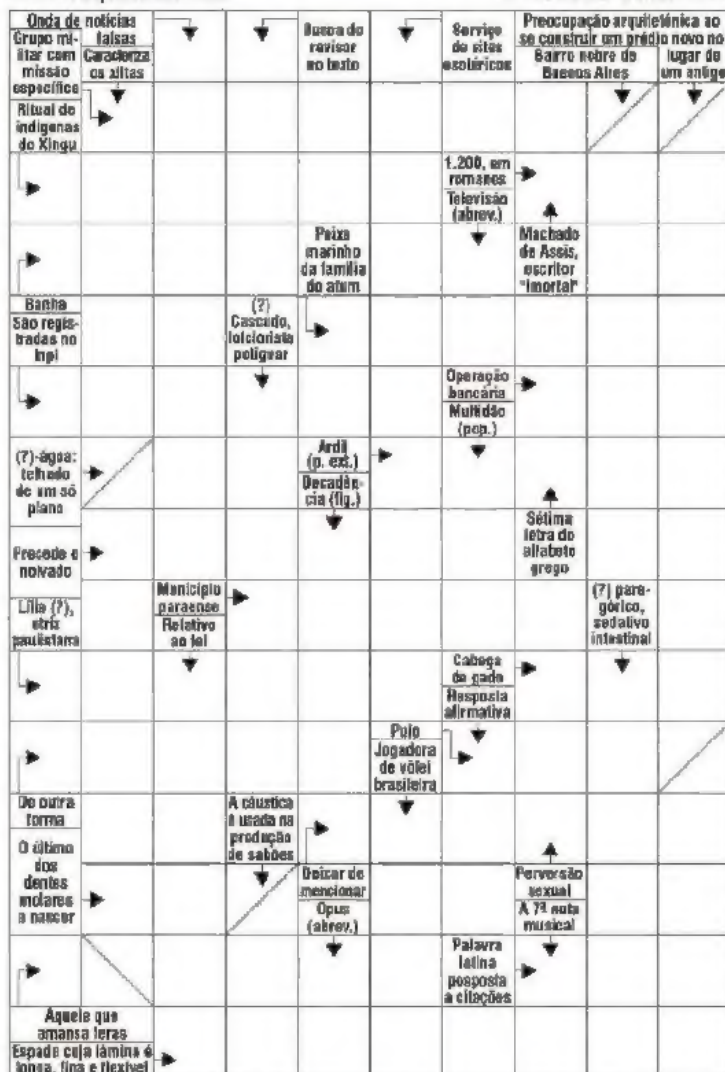 Onda de notícias falsas
Grupo militar com missão específica
Caracteriza os xiitas
Busca do revisor no texto
Serviço de sites esotéricos
Preocupação arquitetônica ao se construir um prédio novo no lugar de um antigo
Bairro nobre de Buenos Aires
Ritual de indígenas do Xingu
1.200, em romanos
Televisão (abrev.)
Peixe marinho da família do atum
Machado de Assis, escritor "imortal"
Banha
São registradas no Inpi
(?) Cascudo, folclorista potiguar
Operação bancária
Multidão (pop.)
(?)-água: telhado de um só plano
Ardil (p. ext.)
Decadência (fig.)
Sétima letra do alfabeto grego
Precede o noivado
Lília (?), atriz paulistana
Município paraense
Relativo ao
(?) paregórico, sedativo intestinal
Cabeça de gado
Resposta afirmativa
Pulo
Jogadora de vôlei brasileira
De outra forma
A cáustica é usada na produção de sabões
O último dos dentes molares a nascer
Deixar de mencionar
Opus (abrev.)
Perversão sexual
A 7ª nota musical
Palavra latina posposta a citações
Aquele que amansa feras
Espada cuja lâmina é longa, fina e flexível